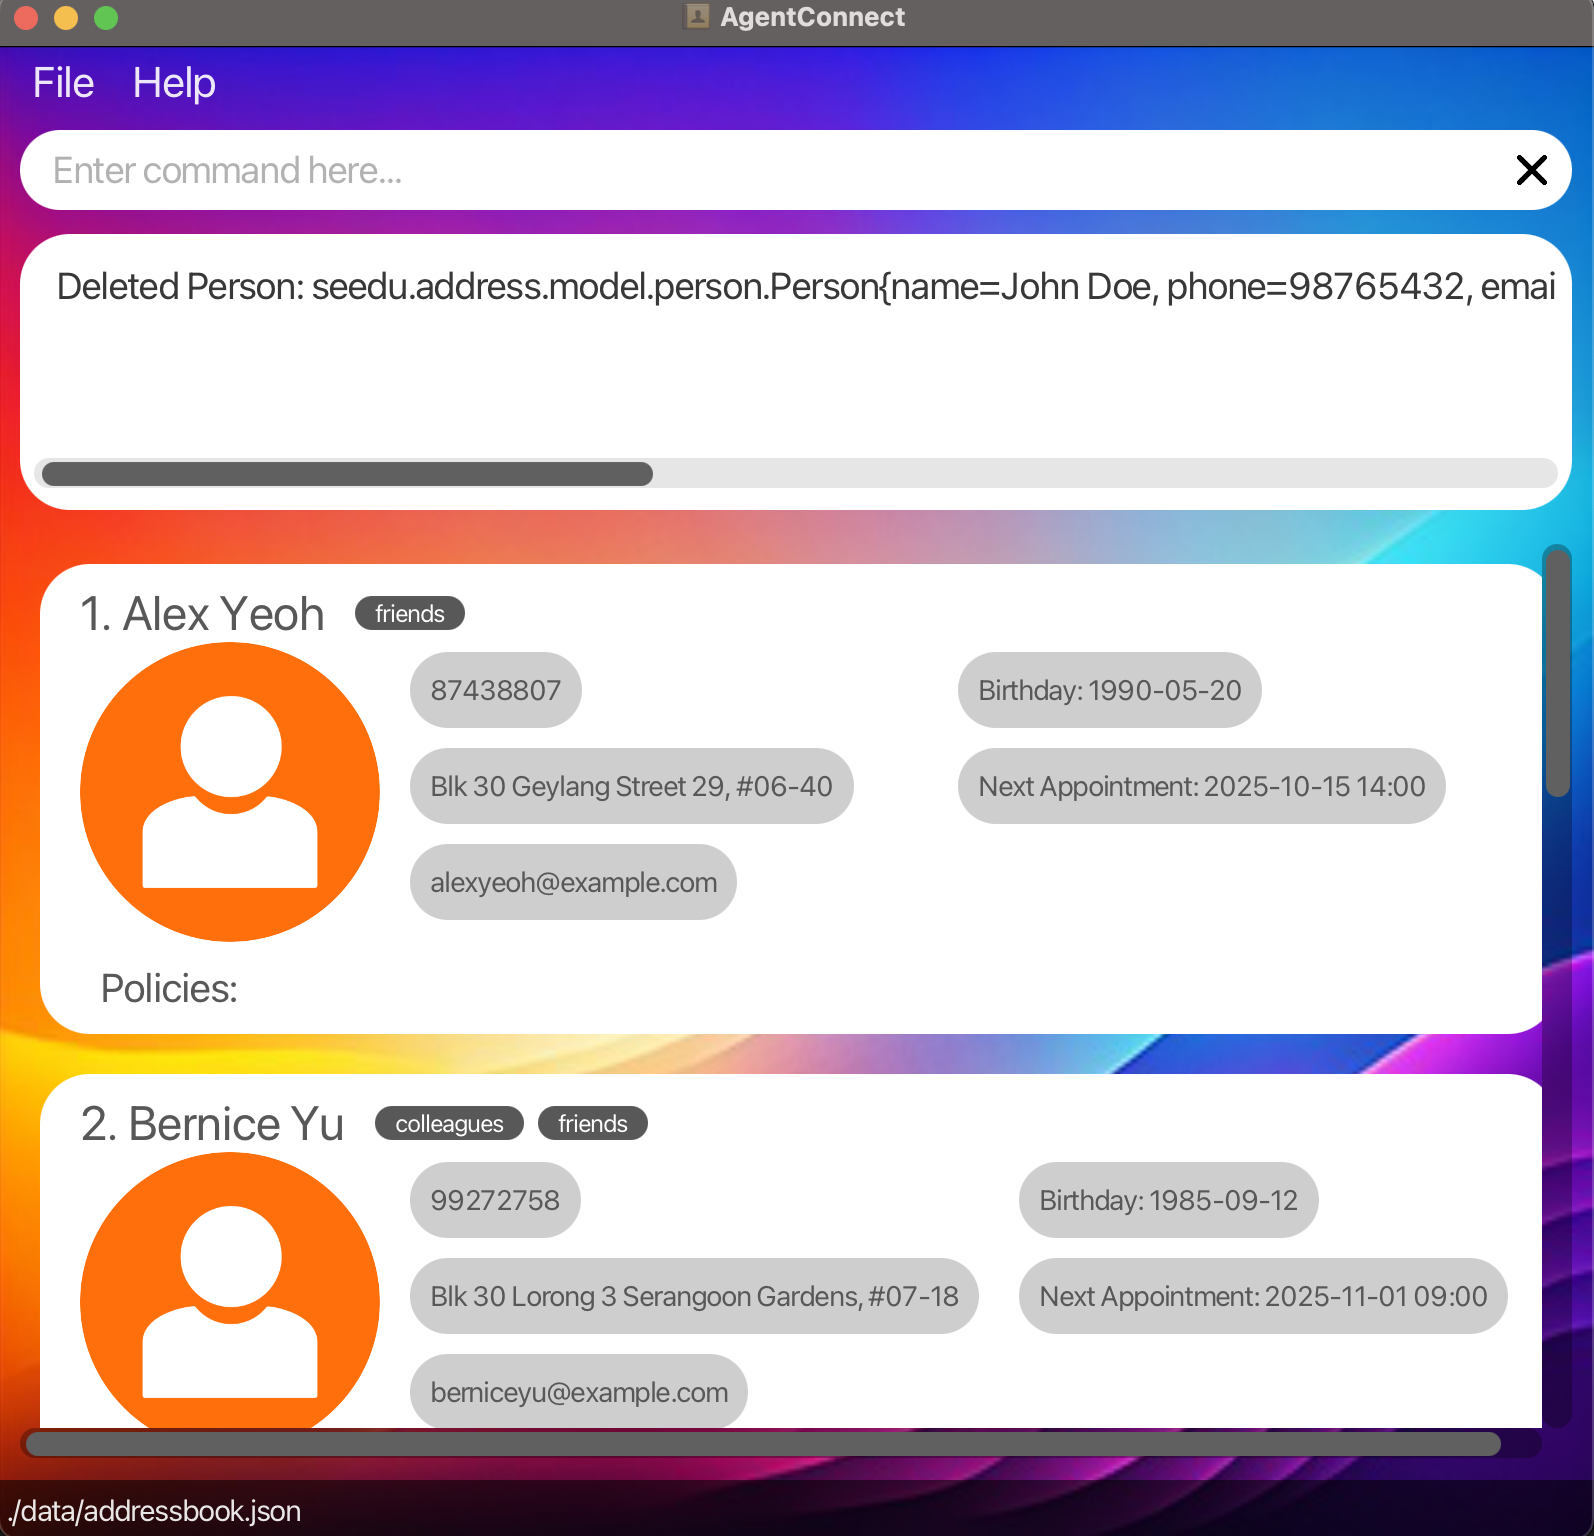 AgentConnect
File Help
Enter command here...
Deleted Person: seedu.address.model.person.Person{name=John Doe, phone=98765432, emai
1. Alex Yeoh friends
87438807 Birthday: 1990-05-20
Blk 30 Geylang Street 29, #06-40 Next Appointment: 2025-10-15 14:00
alexyeoh@example.com
Policies:
2. Bernice Yu colleagues friends
99272758 Birthday: 1985-09-12
Blk 30 Lorong 3 Serangoon Gardens, #07-18 Next Appointment: 2025-11-01 09:00
berniceyu@example.com
./data/addressbook.json